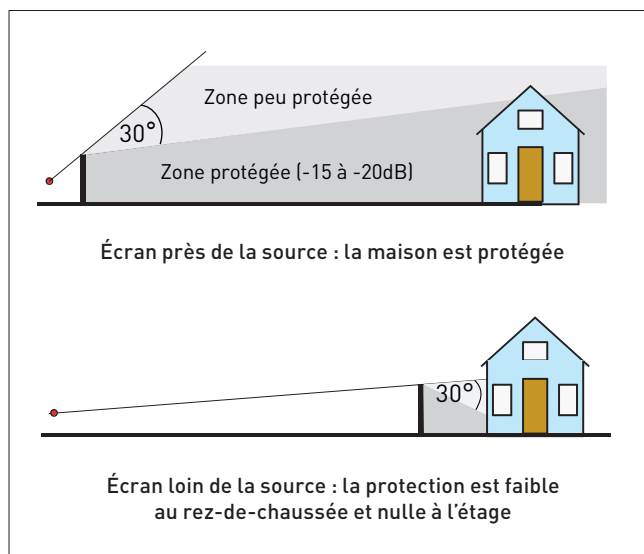 Zone peu protégée
30°
Zone protégée (-15 à -20dB)
Écran près de la source : la maison est protégée
30°
Écran loin de la source : la protection est faible
au rez-de-chaussée et nulle à l'étage